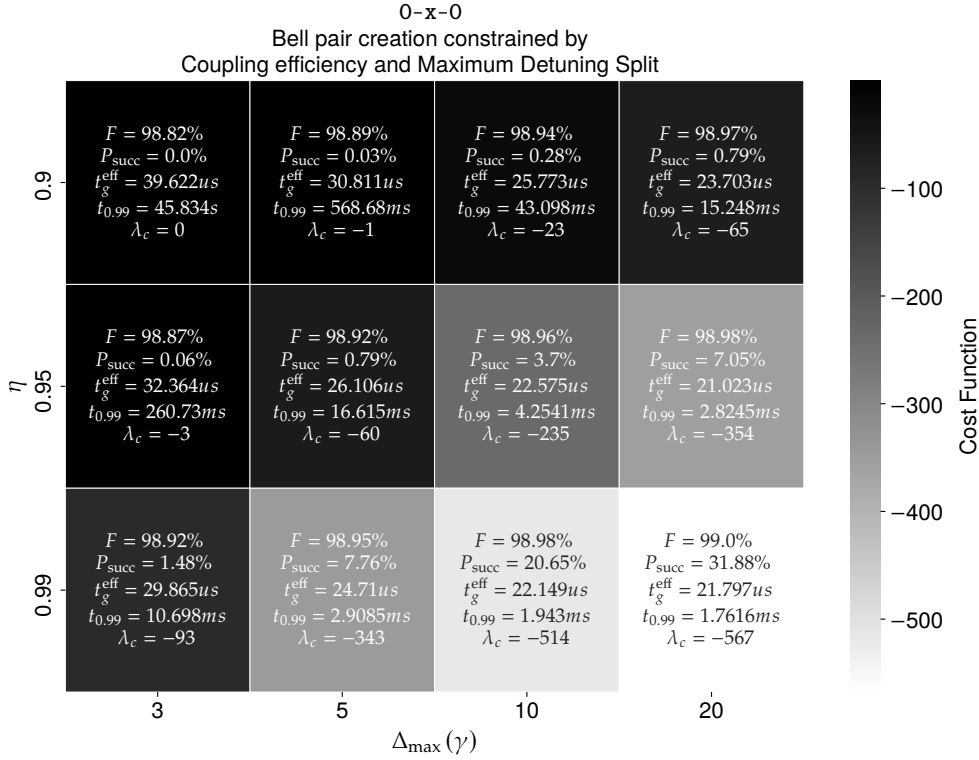 O-x-O
Bell pair creation constrained by
Coupling efficiency and Maximum Detuning Split
F = 98.82%
P_succ = 0.0%
t_g^eff = 39.622us
t_0.99 = 45.834s
λ_c = 0
F = 98.89%
P_succ = 0.03%
t_g^eff = 30.811us
t_0.99 = 568.68ms
λ_c = −1
F = 98.94%
P_succ = 0.28%
t_g^eff = 25.773us
t_0.99 = 43.098ms
λ_c = −23
F = 98.97%
P_succ = 0.79%
t_g^eff = 23.703us
t_0.99 = 15.248ms
λ_c = −65
F = 98.87%
P_succ = 0.06%
t_g^eff = 32.364us
t_0.99 = 260.73ms
λ_c = −3
F = 98.92%
P_succ = 0.79%
t_g^eff = 26.106us
t_0.99 = 16.615ms
λ_c = −60
F = 98.96%
P_succ = 3.7%
t_g^eff = 22.575us
t_0.99 = 4.2541ms
λ_c = −235
F = 98.98%
P_succ = 7.05%
t_g^eff = 21.023us
t_0.99 = 2.8245ms
λ_c = −354
F = 98.92%
P_succ = 1.48%
t_g^eff = 29.865us
t_0.99 = 10.698ms
λ_c = −93
F = 98.95%
P_succ = 7.76%
t_g^eff = 24.71us
t_0.99 = 2.9085ms
λ_c = −343
F = 98.98%
P_succ = 20.65%
t_g^eff = 22.149us
t_0.99 = 1.943ms
λ_c = −514
F = 99.0%
P_succ = 31.88%
t_g^eff = 21.797us
t_0.99 = 1.7616ms
λ_c = −567
0.9
0.95
0.99
η
3
5
10
20
Δ_max (γ)
−100
−200
−300
−400
−500
Cost Function